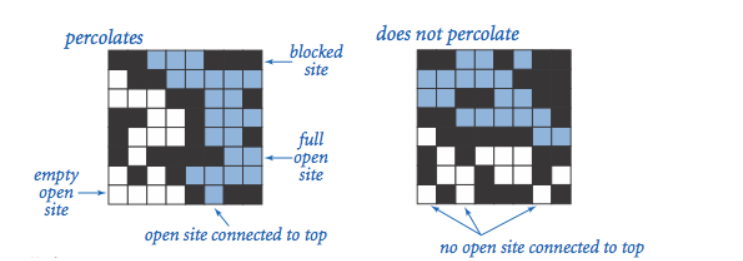 percolates
does not percolate
blocked
site
full
open
site
empty
open
site
open site connected to top
no open site connected to top